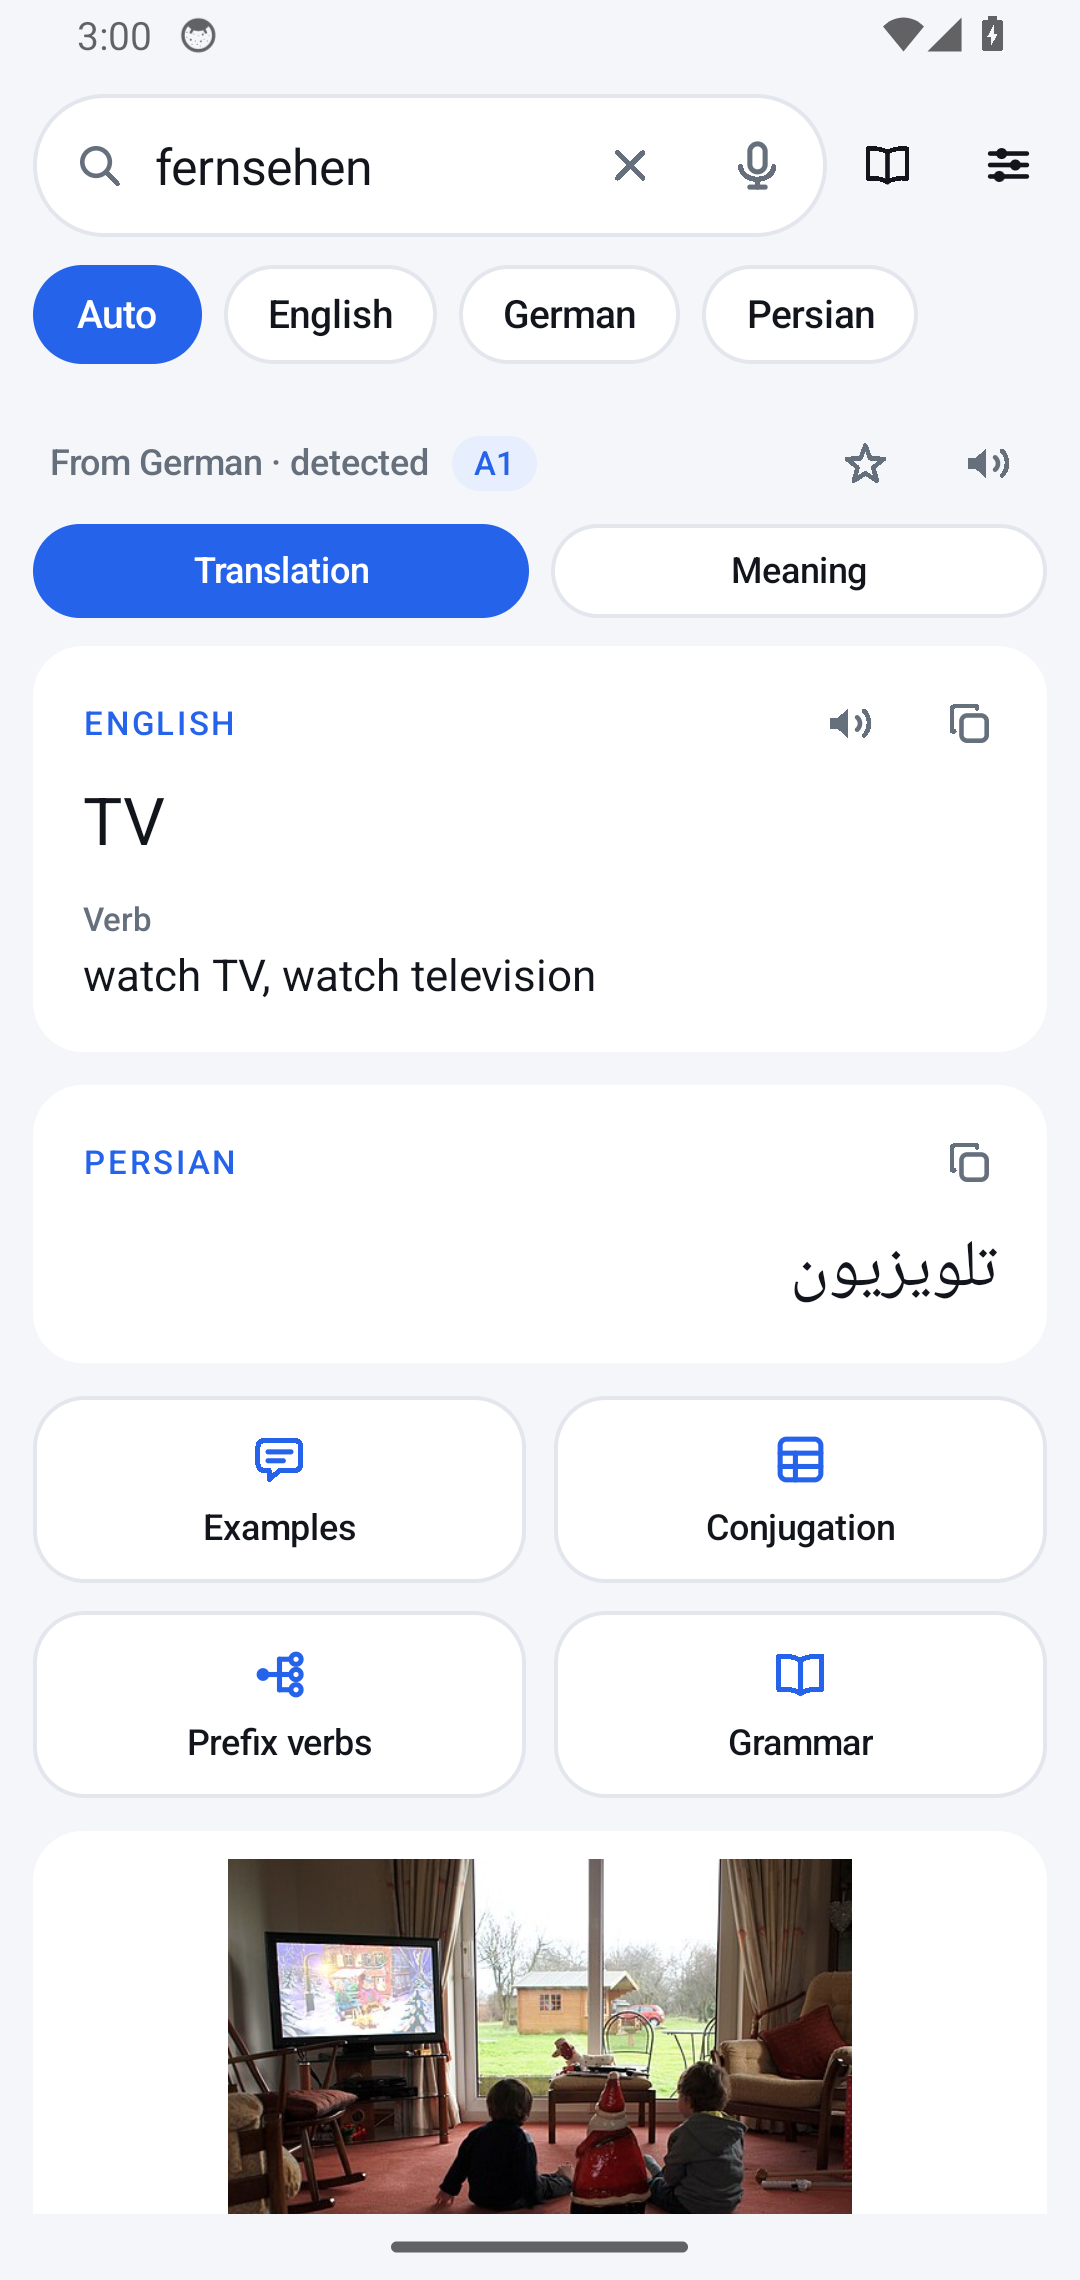 3:00
fernsehen
Auto English German Persian
From German · detected A1
Translation Meaning
ENGLISH
TV
Verb
watch TV, watch television
PERSIAN
تلویزیون
Examples Conjugation
Prefix verbs Grammar